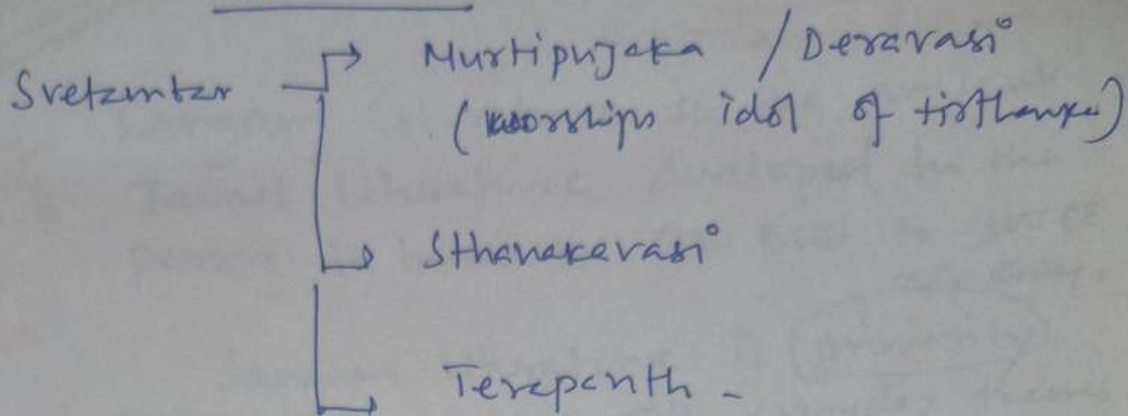 Svetambar → Murtipujaka / Deravasi
(worships idol of tirthankar)
→ Sthanakavasi
→ Terapanth -